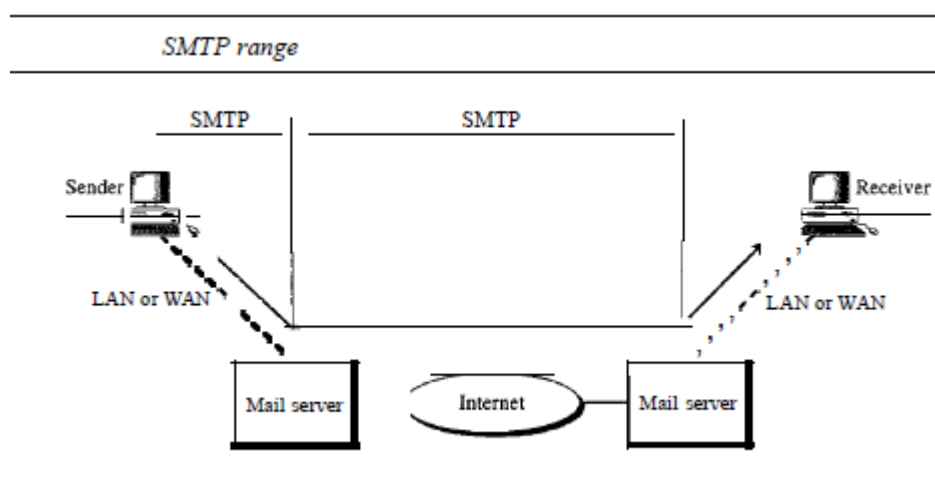 SMTP range
SMTP SMTP
Sender Receiver
LAN or WAN LAN or WAN
Mail server Internet Mail server